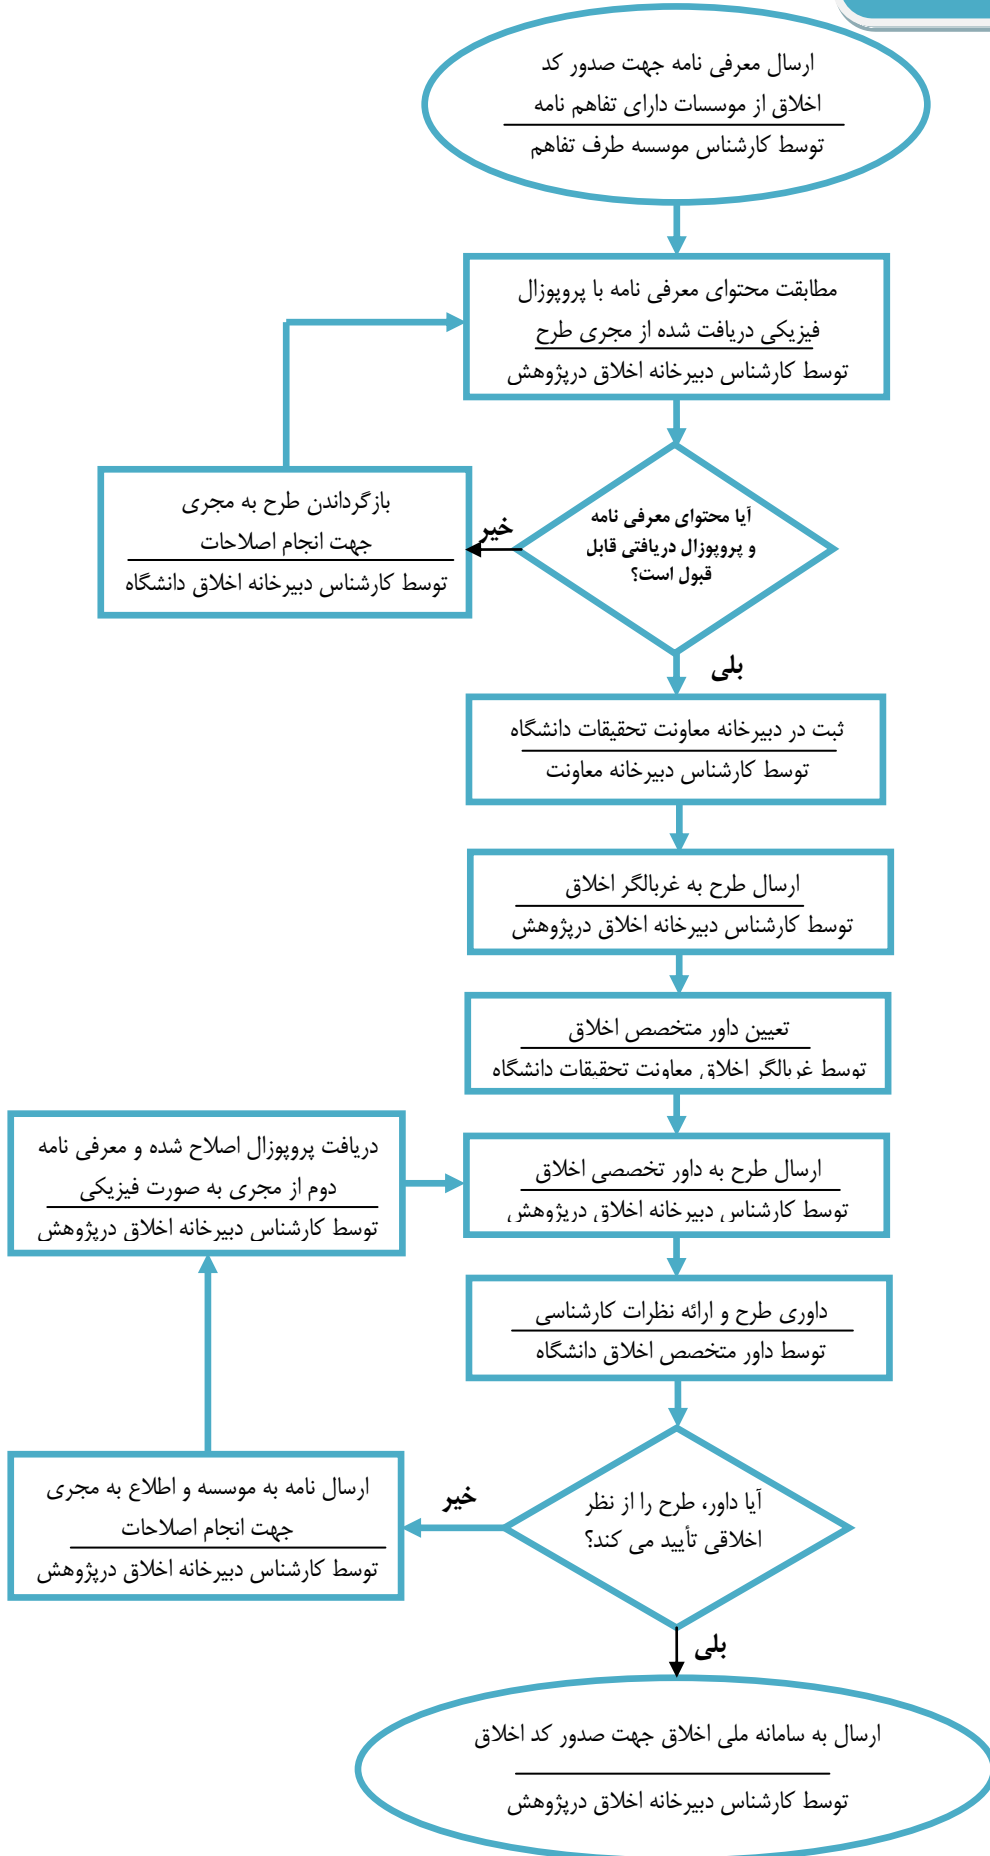 ارسال معرفی نامه جهت صدور کد
اخلاق از موسسات دارای تفاهم نامه
توسط کارشناس موسسه طرف تفاهم
مطابقت محتوای معرفی نامه با پروپوزال
فیزیکی دریافت شده از مجری طرح
توسط کارشناس دبیرخانه اخلاق درپژوهش
آیا محتوای معرفی نامه
و پروپوزال دریافتی قابل
قبول است؟
خیر
بازگرداندن طرح به مجری
جهت انجام اصلاحات
توسط کارشناس دبیرخانه اخلاق دانشگاه
بلی
ثبت در دبیرخانه معاونت تحقیقات دانشگاه
توسط کارشناس دبیرخانه معاونت
ارسال طرح به غربالگر اخلاق
توسط کارشناس دبیرخانه اخلاق درپژوهش
تعیین داور متخصص اخلاق
توسط غربالگر اخلاق معاونت تحقیقات دانشگاه
ارسال طرح به داور تخصصی اخلاق
توسط کارشناس دبیرخانه اخلاق درپژوهش
دریافت پروپوزال اصلاح شده و معرفی نامه
دوم از مجری به صورت فیزیکی
توسط کارشناس دبیرخانه اخلاق درپژوهش
داوری طرح و ارائه نظرات کارشناسی
توسط داور متخصص اخلاق دانشگاه
آیا داور، طرح را از نظر
اخلاقی تأیید می کند؟
خیر
ارسال نامه به موسسه و اطلاع به مجری
جهت انجام اصلاحات
توسط کارشناس دبیرخانه اخلاق درپژوهش
بلی
ارسال به سامانه ملی اخلاق جهت صدور کد اخلاق
توسط کارشناس دبیرخانه اخلاق درپژوهش